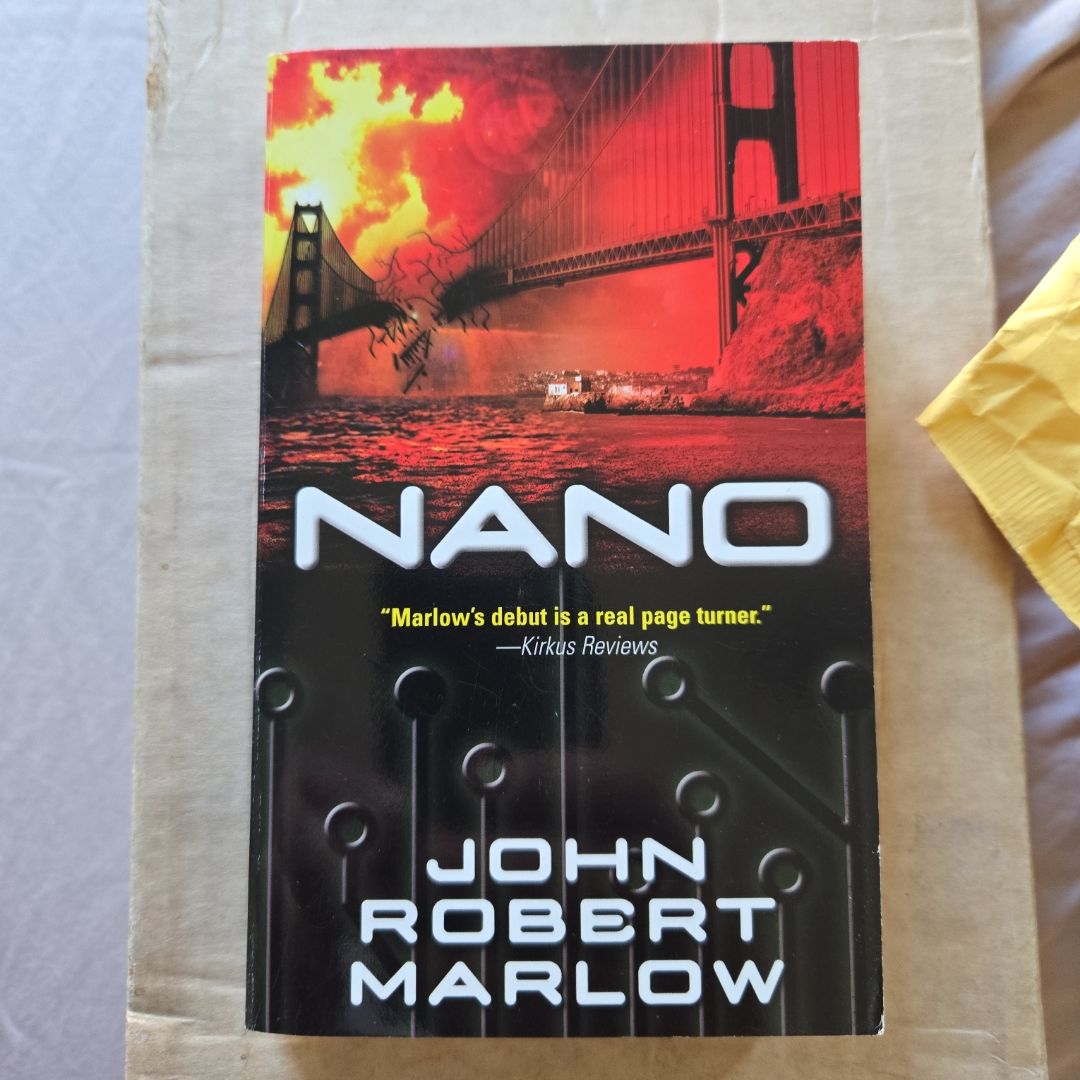 NANO
“Marlow’s debut is a real page turner.”
—Kirkus Reviews
JOHN
ROBERT
MARLOW